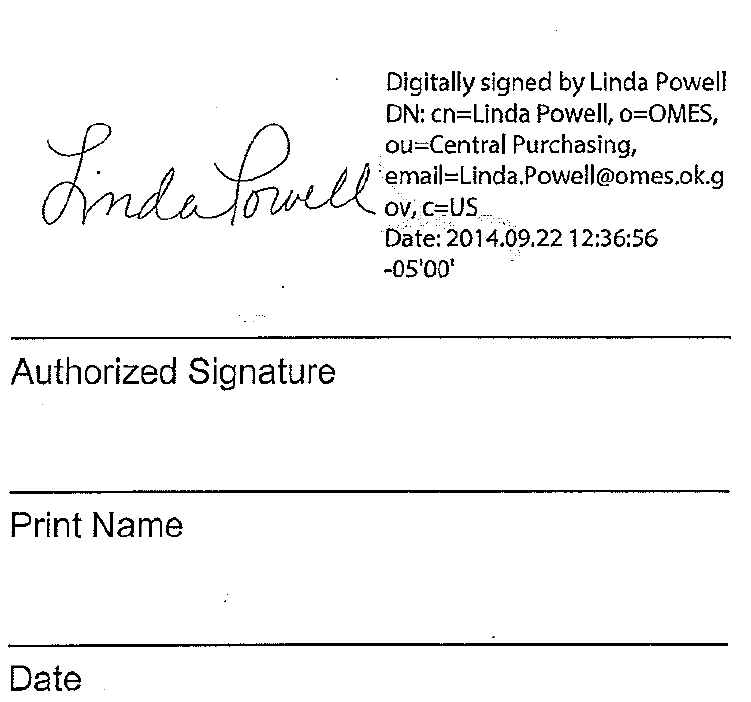 Linda Powell
Digitally signed by Linda Powell
DN: cn=Linda Powell, o=OMES,
ou=Central Purchasing,
email=Linda.Powell@omes.ok.g
ov, c=US
Date: 2014.09.22 12:36:56
-05'00'
Authorized Signature
Print Name
Date